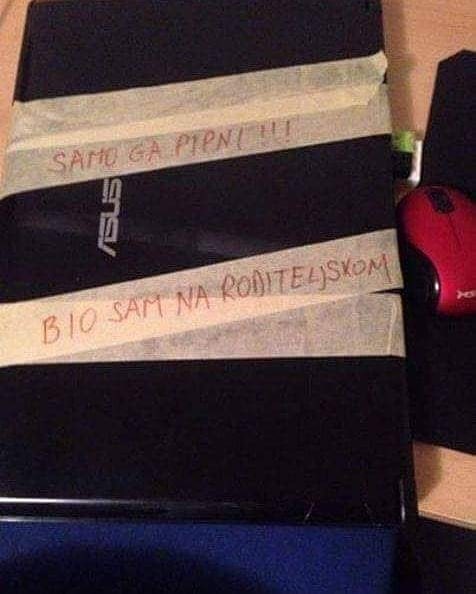 SAMO GA PIPNI !!!
ASUS
BIO SAM NA RODITELJSKOM